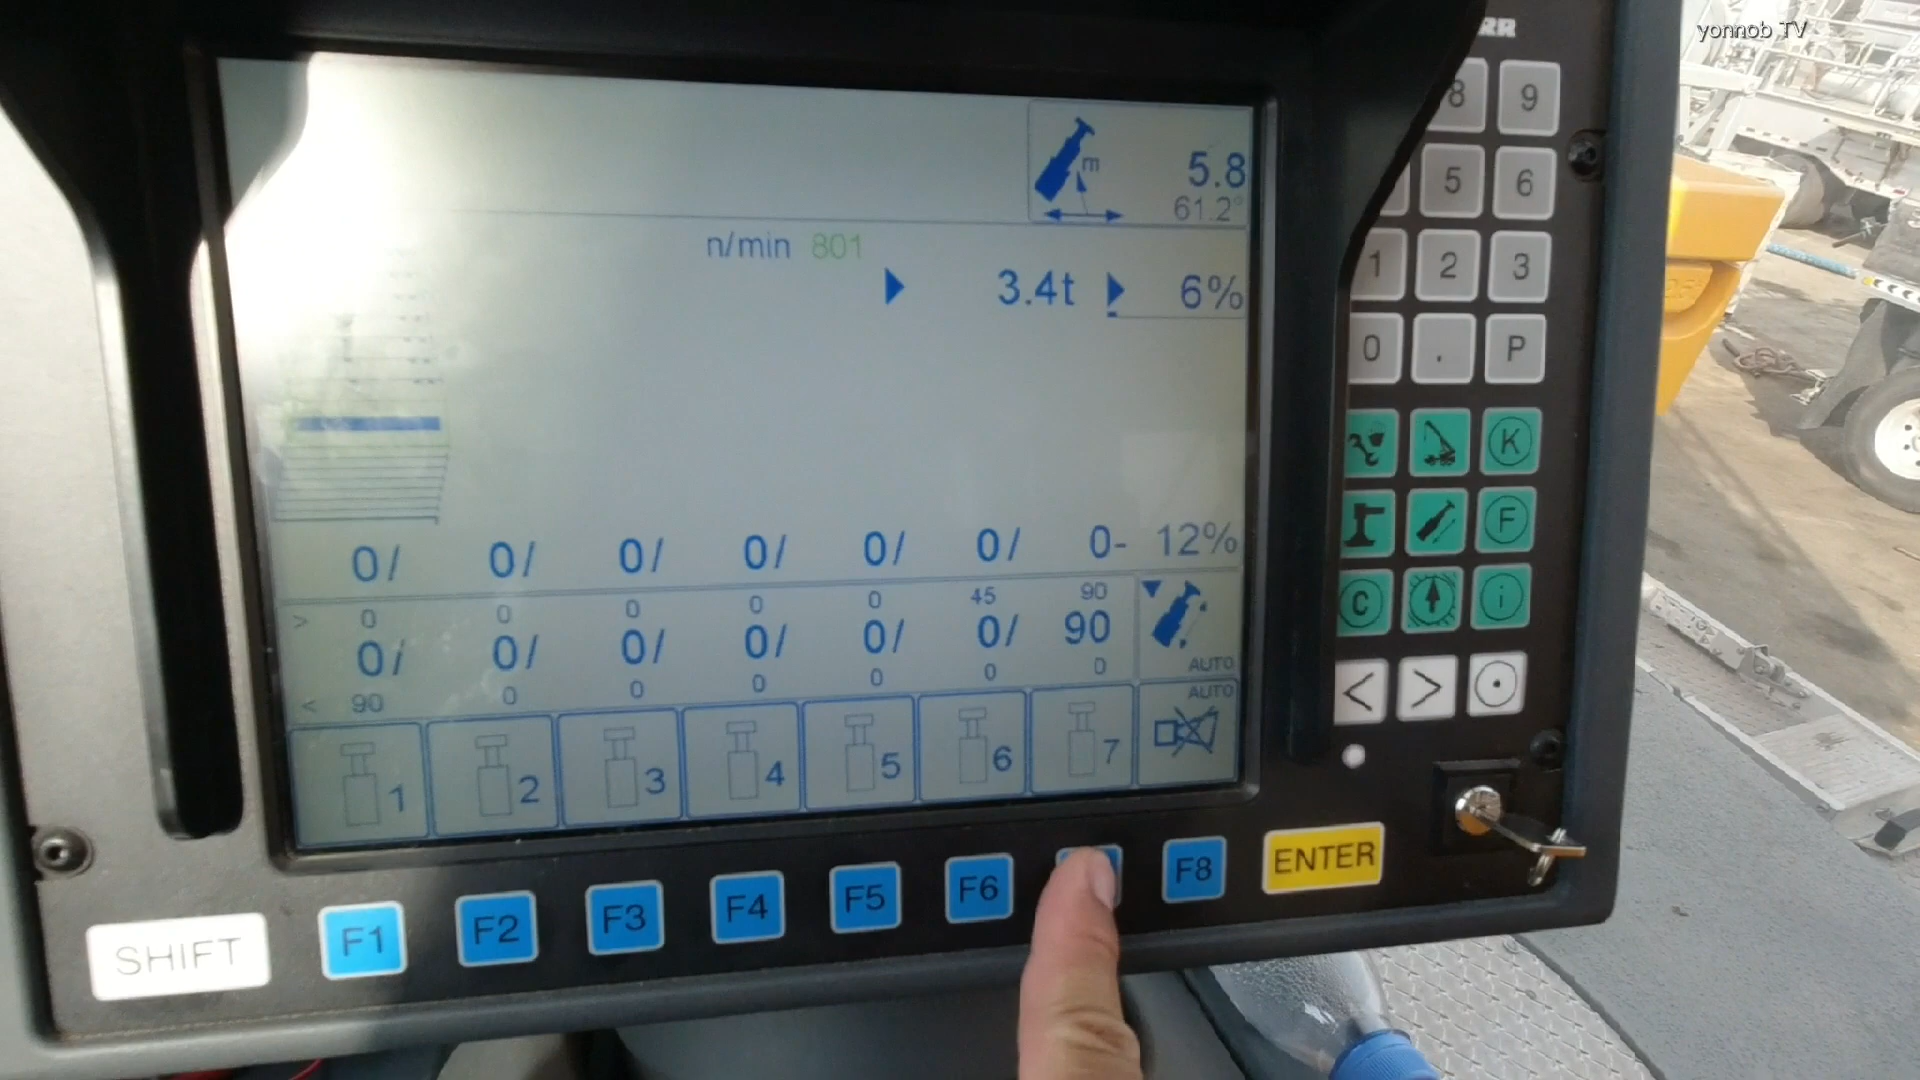 yonnob TV
RR
8 9
5 6
1 2 3
0 . P
K
F
C i
< >
m 5.8
61.2°
n/min 801
3.4t 6%
0/ 0/ 0/ 0/ 0/ 0/ 0- 12%
> 0 0 0 0 0 45 90
0/ 0/ 0/ 0/ 0/ 0/ 90
< 90 0 0 0 0 0 0 AUTO
AUTO
1 2 3 4 5 6 7
SHIFT F1 F2 F3 F4 F5 F6 F8 ENTER